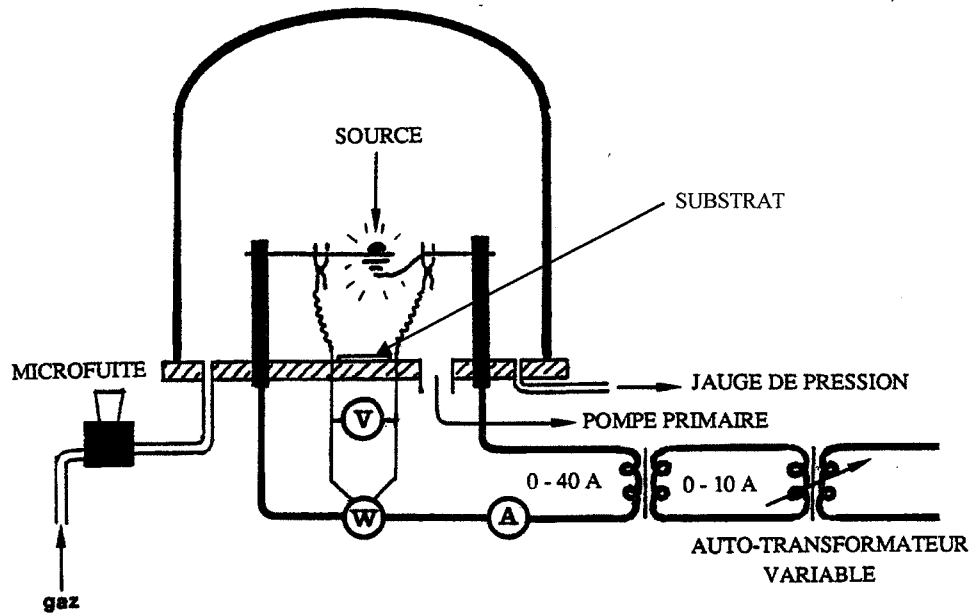 SOURCE
SUBSTRAT
MICROFUITE
JAUGE DE PRESSION
POMPE PRIMAIRE
V
0 - 40 A
0 - 10 A
W
A
AUTO-TRANSFORMATEUR
VARIABLE
gaz